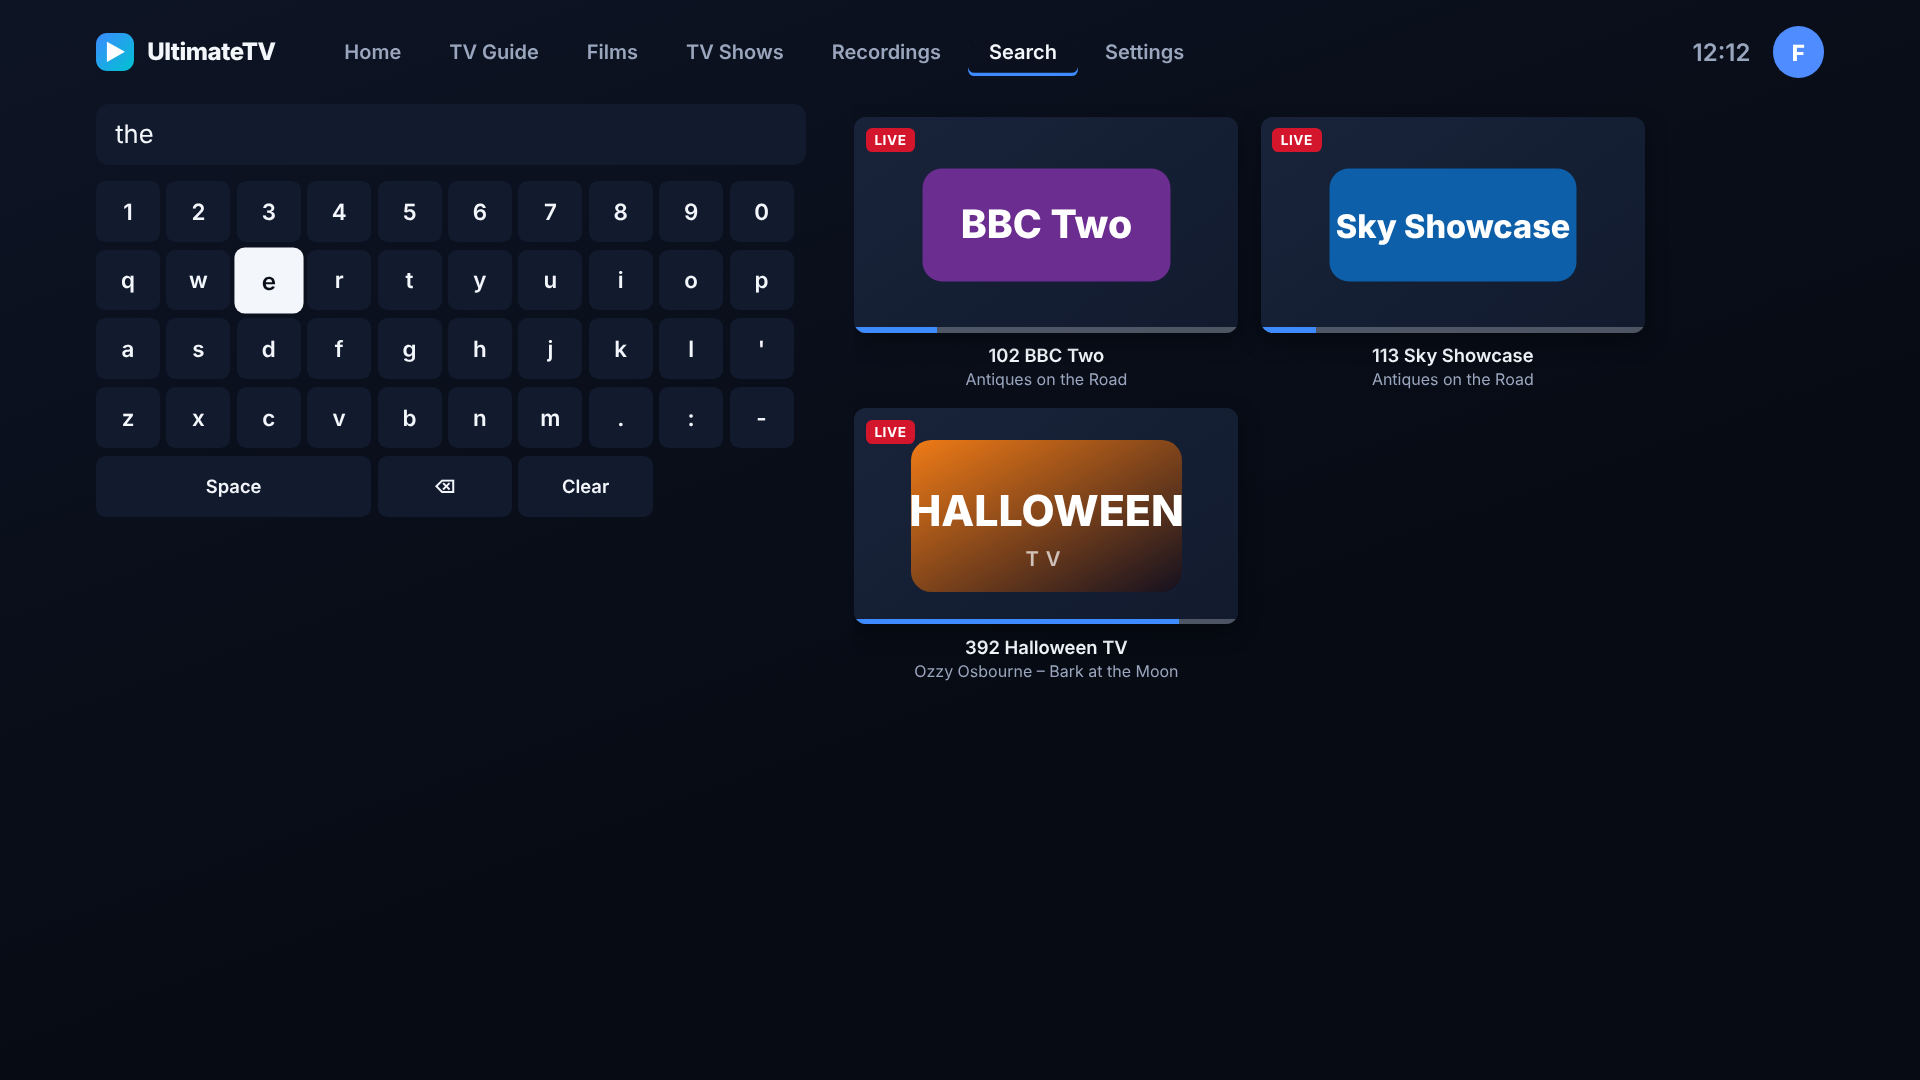 UltimateTV
Home
TV Guide
Films
TV Shows
Recordings
Search
Settings
12:12
F
the
1 2 3 4 5 6 7 8 9 0
q w e r t y u i o p
a s d f g h j k l '
z x c v b n m . : -
Space
Clear
LIVE
BBC Two
102 BBC Two
Antiques on the Road
LIVE
Sky Showcase
113 Sky Showcase
Antiques on the Road
LIVE
HALLOWEEN
TV
392 Halloween TV
Ozzy Osbourne – Bark at the Moon